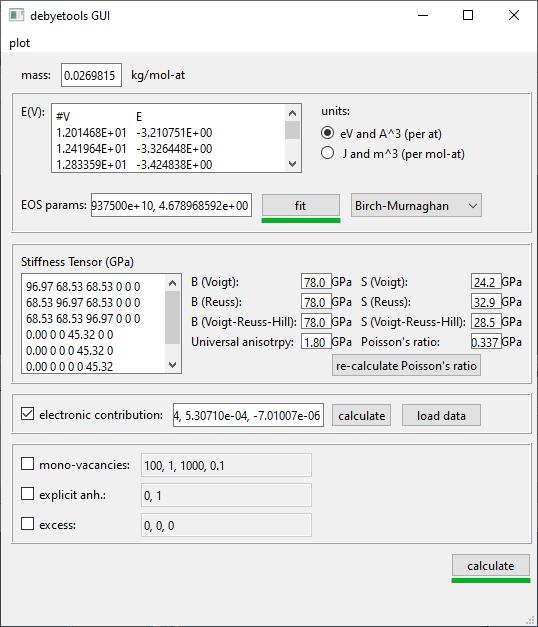 debyetools GUI
plot
mass: 0.0269815 kg/mol-at
E(V):
#V E
1.201468E+01 -3.210751E+00
1.241964E+01 -3.326448E+00
1.283359E+01 -3.424838E+00
units:
eV and A^3 (per at)
J and m^3 (per mol-at)
EOS params: 937500e+10, 4.678968592e+00 fit Birch-Murnaghan
Stiffness Tensor (GPa)
96.97 68.53 68.53 0 0 0
68.53 96.97 68.53 0 0 0
68.53 68.53 96.97 0 0 0
0.00 0 0 45.32 0 0
0.00 0 0 0 45.32 0
0.00 0 0 0 0 45.32
B (Voigt): 78.0 GPa S (Voigt): 24.2 GPa
B (Reuss): 78.0 GPa S (Reuss): 32.9 GPa
B (Voigt-Reuss-Hill): 78.0 GPa S (Voigt-Reuss-Hill): 28.5 GPa
Universal anisotrpy: 1.80 GPa Poisson's ratio: 0.337 GPa
re-calculate Poisson's ratio
electronic contribution: 4, 5.30710e-04, -7.01007e-06 calculate load data
mono-vacancies: 100, 1, 1000, 0.1
explicit anh.: 0, 1
excess: 0, 0, 0
calculate